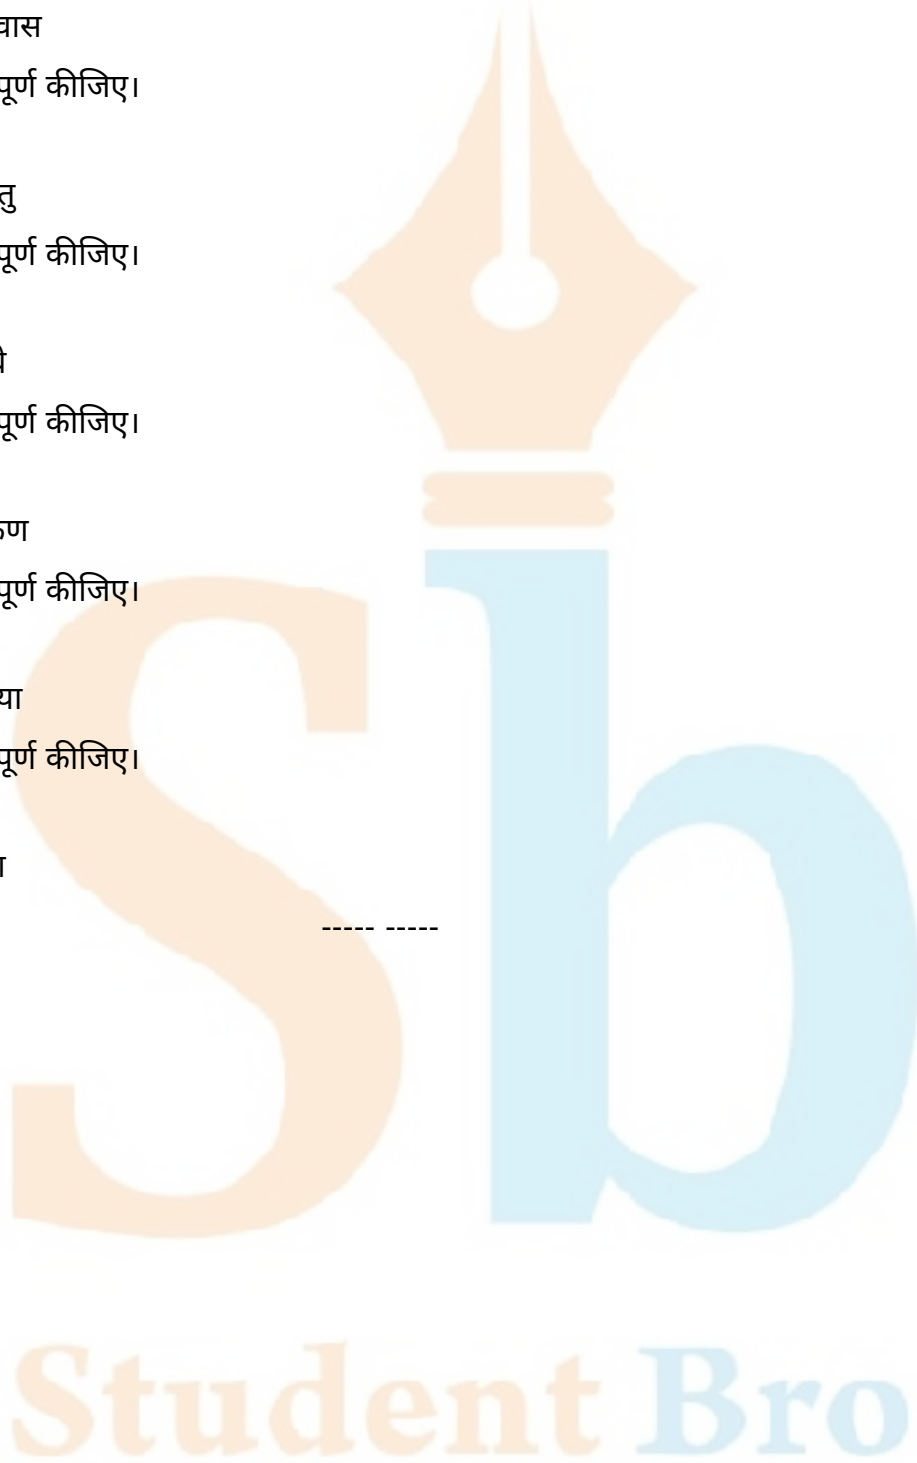 वास
पूर्ण कीजिए।
तु
पूर्ण कीजिए।
पूर्ण कीजिए।
पूर्ण कीजिए।
या
पूर्ण कीजिए।
----- -----
Student Bro